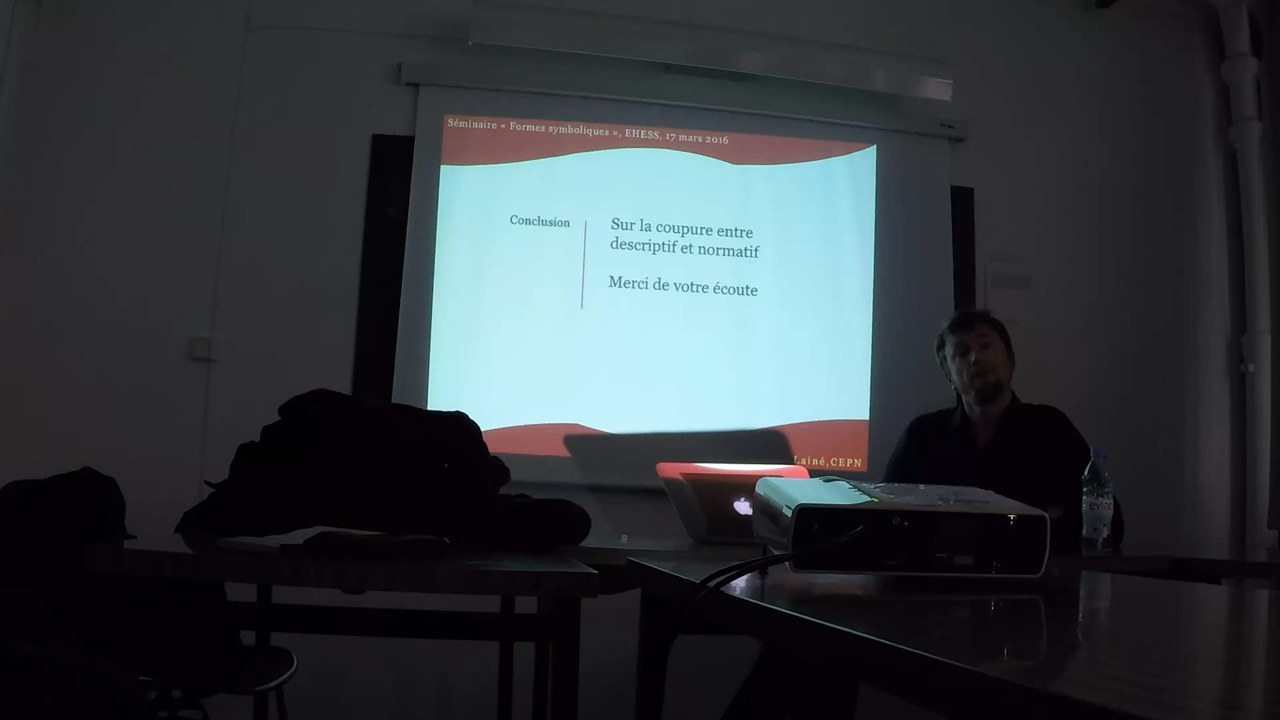 Séminaire « Formes symboliques », EHESS, 17 mars 2016
Conclusion
Sur la coupure entre
descriptif et normatif
Merci de votre écoute
Lainé, CEPN
evian